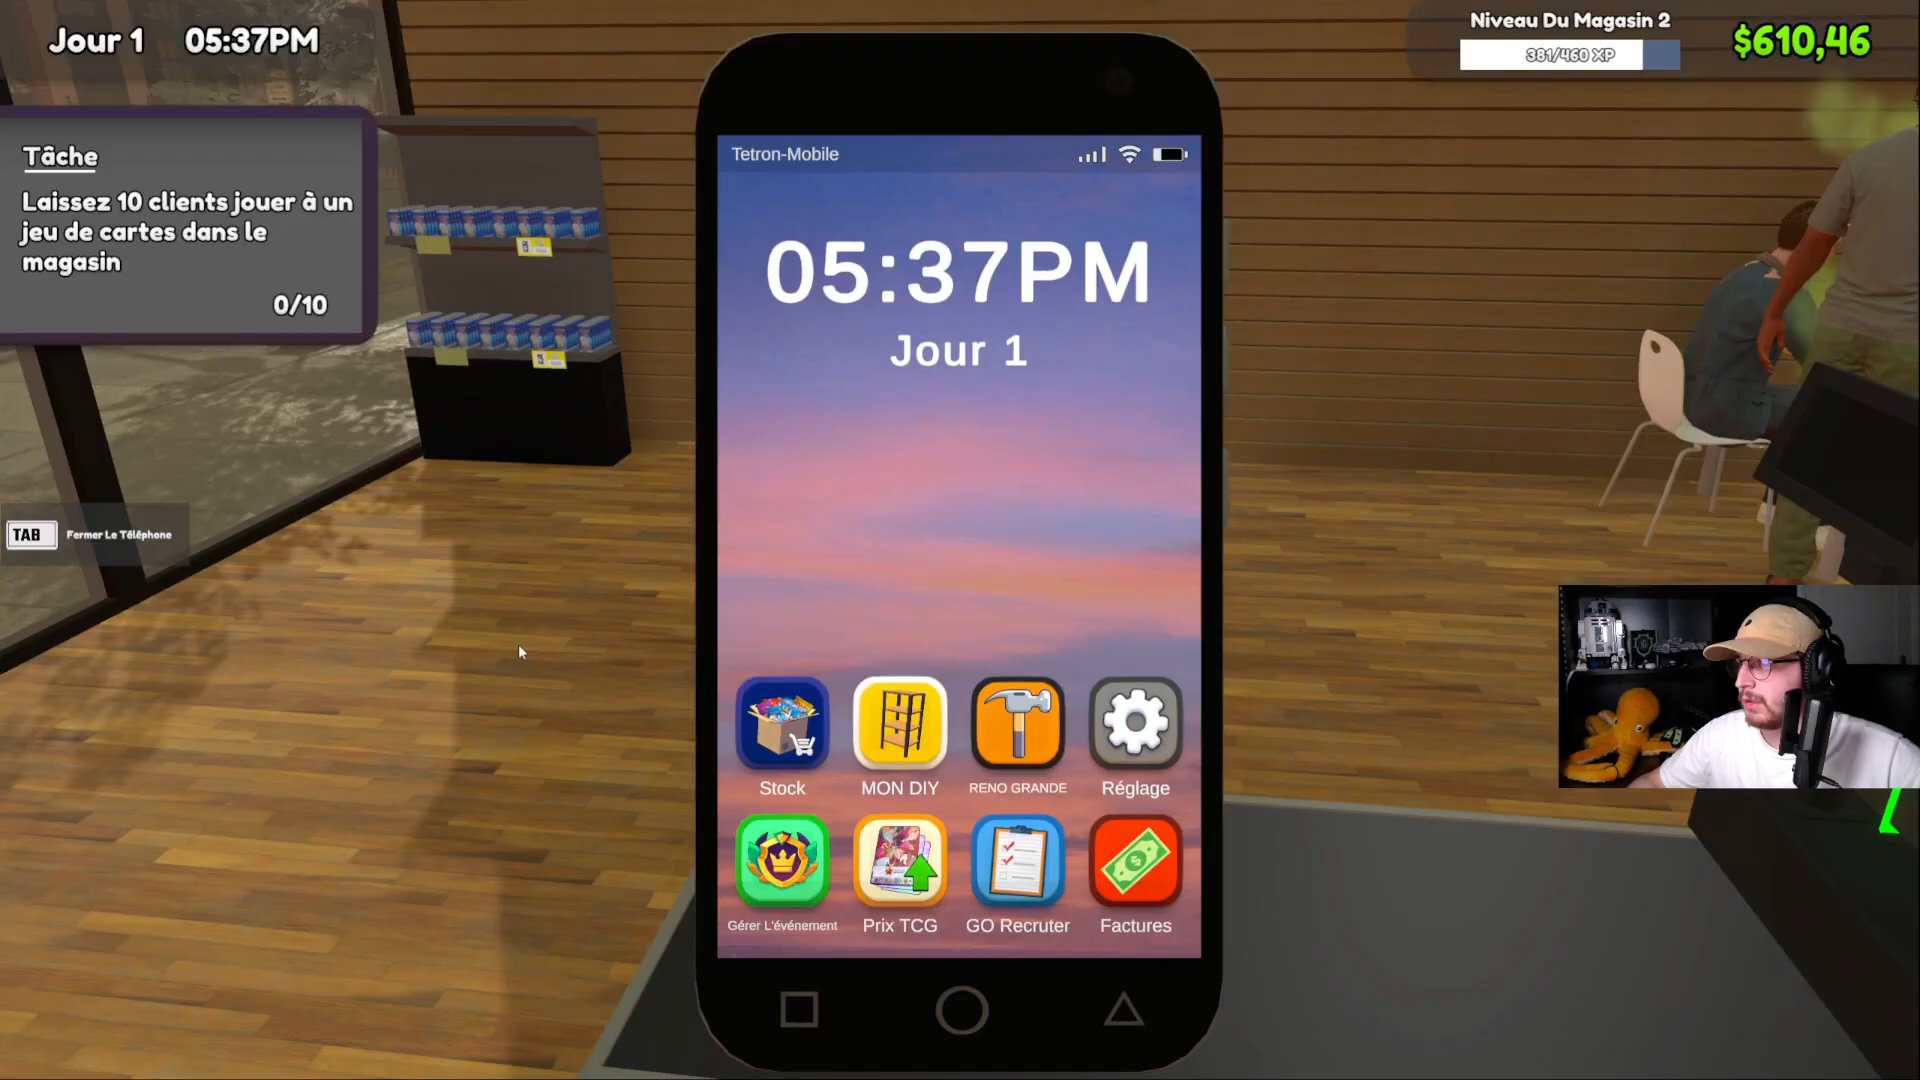 Jour 1 05:37PM
Niveau Du Magasin 2
381/460 XP
$610,46
Tâche
Laissez 10 clients jouer à un
jeu de cartes dans le
magasin
0/10
TAB Fermer Le Téléphone
Tetron-Mobile
05:37PM
Jour 1
Stock MON DIY RENO GRANDE Réglage
Gérer L'événement Prix TCG GO Recruter Factures